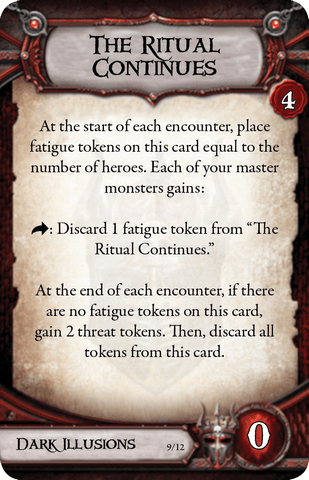 The Ritual
Continues
4
At the start of each encounter, place
fatigue tokens on this card equal to the
number of heroes. Each of your master
monsters gains:
: Discard 1 fatigue token from “The
Ritual Continues.”
At the end of each encounter, if there
are no fatigue tokens on this card,
gain 2 threat tokens. Then, discard all
tokens from this card.
Dark Illusions 9/12
0